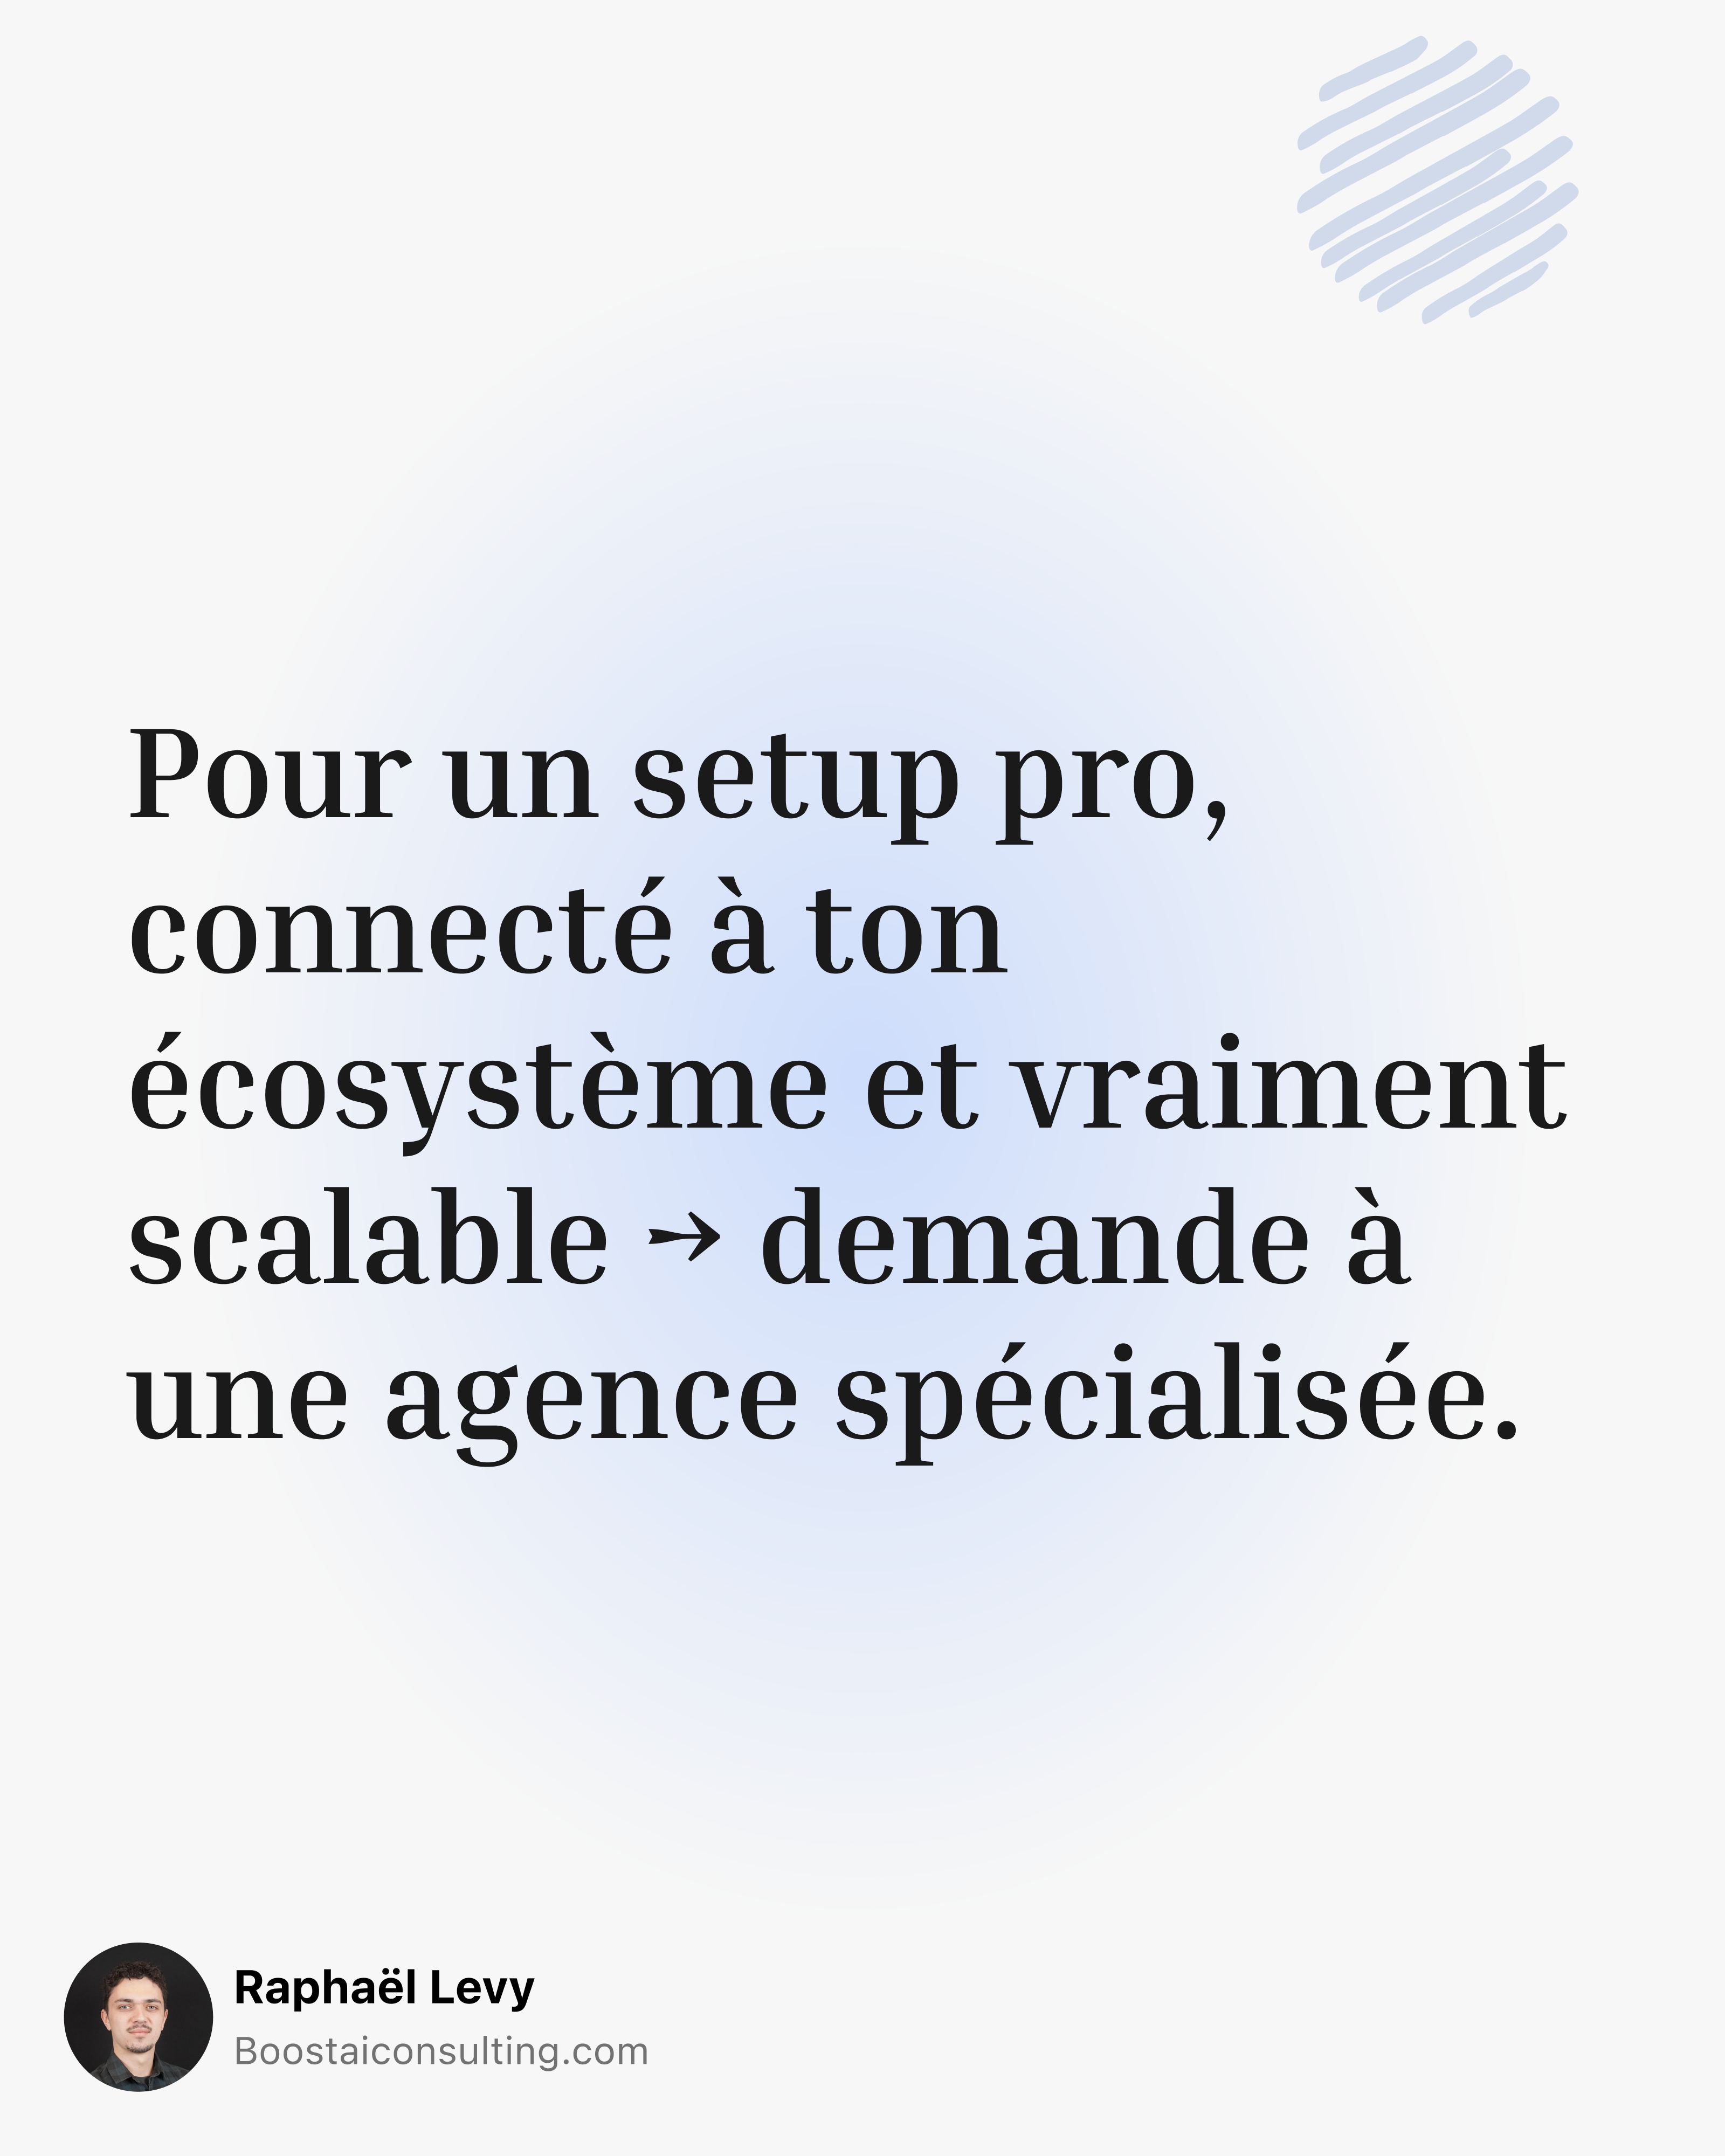 Pour un setup pro,
connecté à ton
écosystème et vraiment
scalable → demande à
une agence spécialisée.
Raphaël Levy
Boostaiconsulting.com